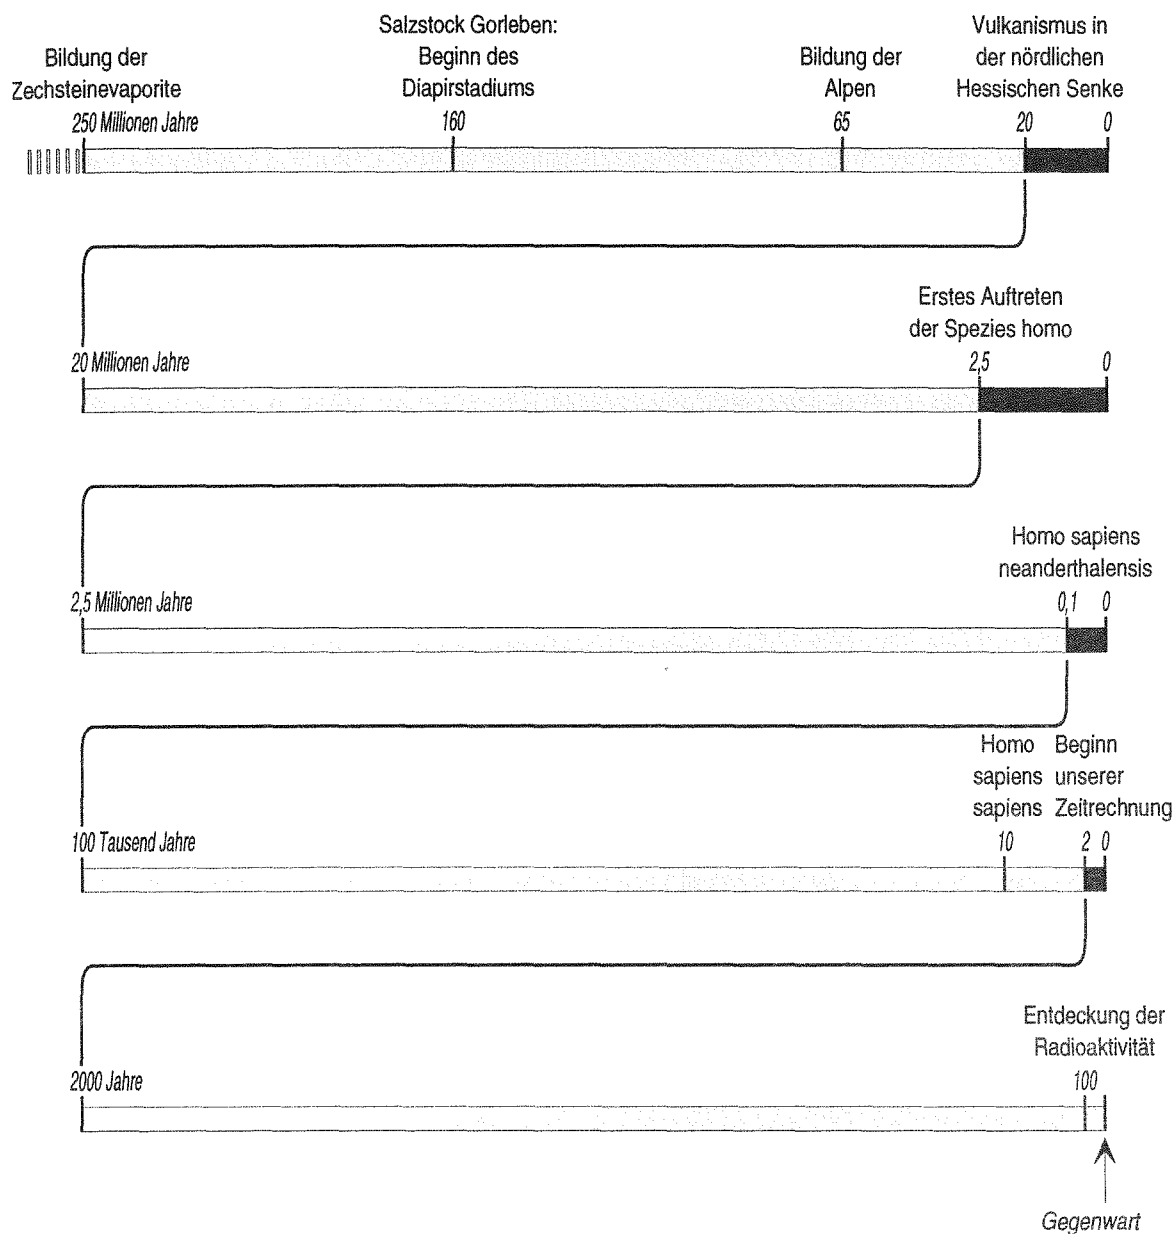 Bildung der
Zechsteinevaporite
250 Millionen Jahre
Salzstock Gorleben:
Beginn des
Diapirstadiums
160
Bildung der
Alpen
65
Vulkanismus in
der nördlichen
Hessischen Senke
20
0
Erstes Auftreten
der Spezies homo
20 Millionen Jahre
2,5
0
Homo sapiens
neanderthalensis
2,5 Millionen Jahre
0,1
0
Homo
sapiens
sapiens
Beginn
unserer
Zeitrechnung
100 Tausend Jahre
10
2
0
Entdeckung der
Radioaktivität
2000 Jahre
100
Gegenwart